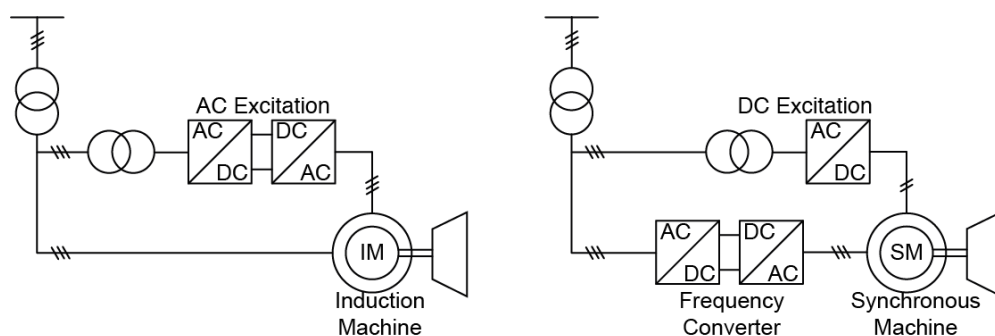 AC Excitation
AC
DC
DC
AC
IM
Induction
Machine
DC Excitation
AC
DC
AC
DC
DC
AC
SM
Frequency
Converter
Synchronous
Machine